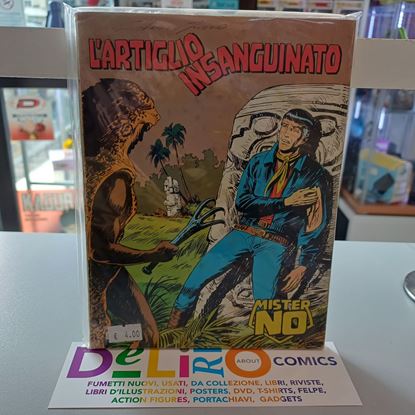 L'ARTIGLIO
INSANGUINATO
MISTER
NO
€ 4.00
DeLiRiO ABOUT COMICS
FUMETTI NUOVI, USATI, DA COLLEZIONE, LIBRI, RIVISTE,
LIBRI D'ILLUSTRAZIONI, POSTERS, DVD, T-SHIRTS, FELPE,
ACTION FIGURES, PORTACHIAVI, GADGETS